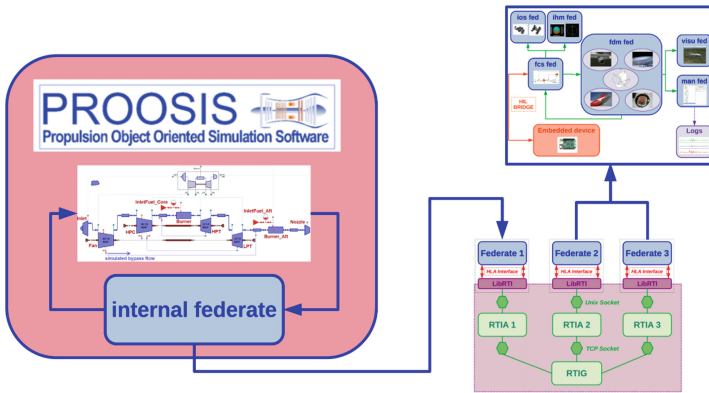 PROOSIS
Propulsion Object Oriented Simulation Software
InletFuel_Core
InletFuel_Aft
Inlet
Burner
Nozzle
HPC
HPT
Burner_Aft
Fan
LPT
simulated bypass flow
internal federate
ios fed
ihm fed
fdm fed
visu fed
fcs fed
man fed
HIL
BRIDGE
Embedded device
Logs
Federate 1
Federate 2
Federate 3
HLA Interface
HLA Interface
HLA Interface
LibRTI
LibRTI
LibRTI
Unix Socket
RTIA 1
RTIA 2
RTIA 3
TCP Socket
RTIG